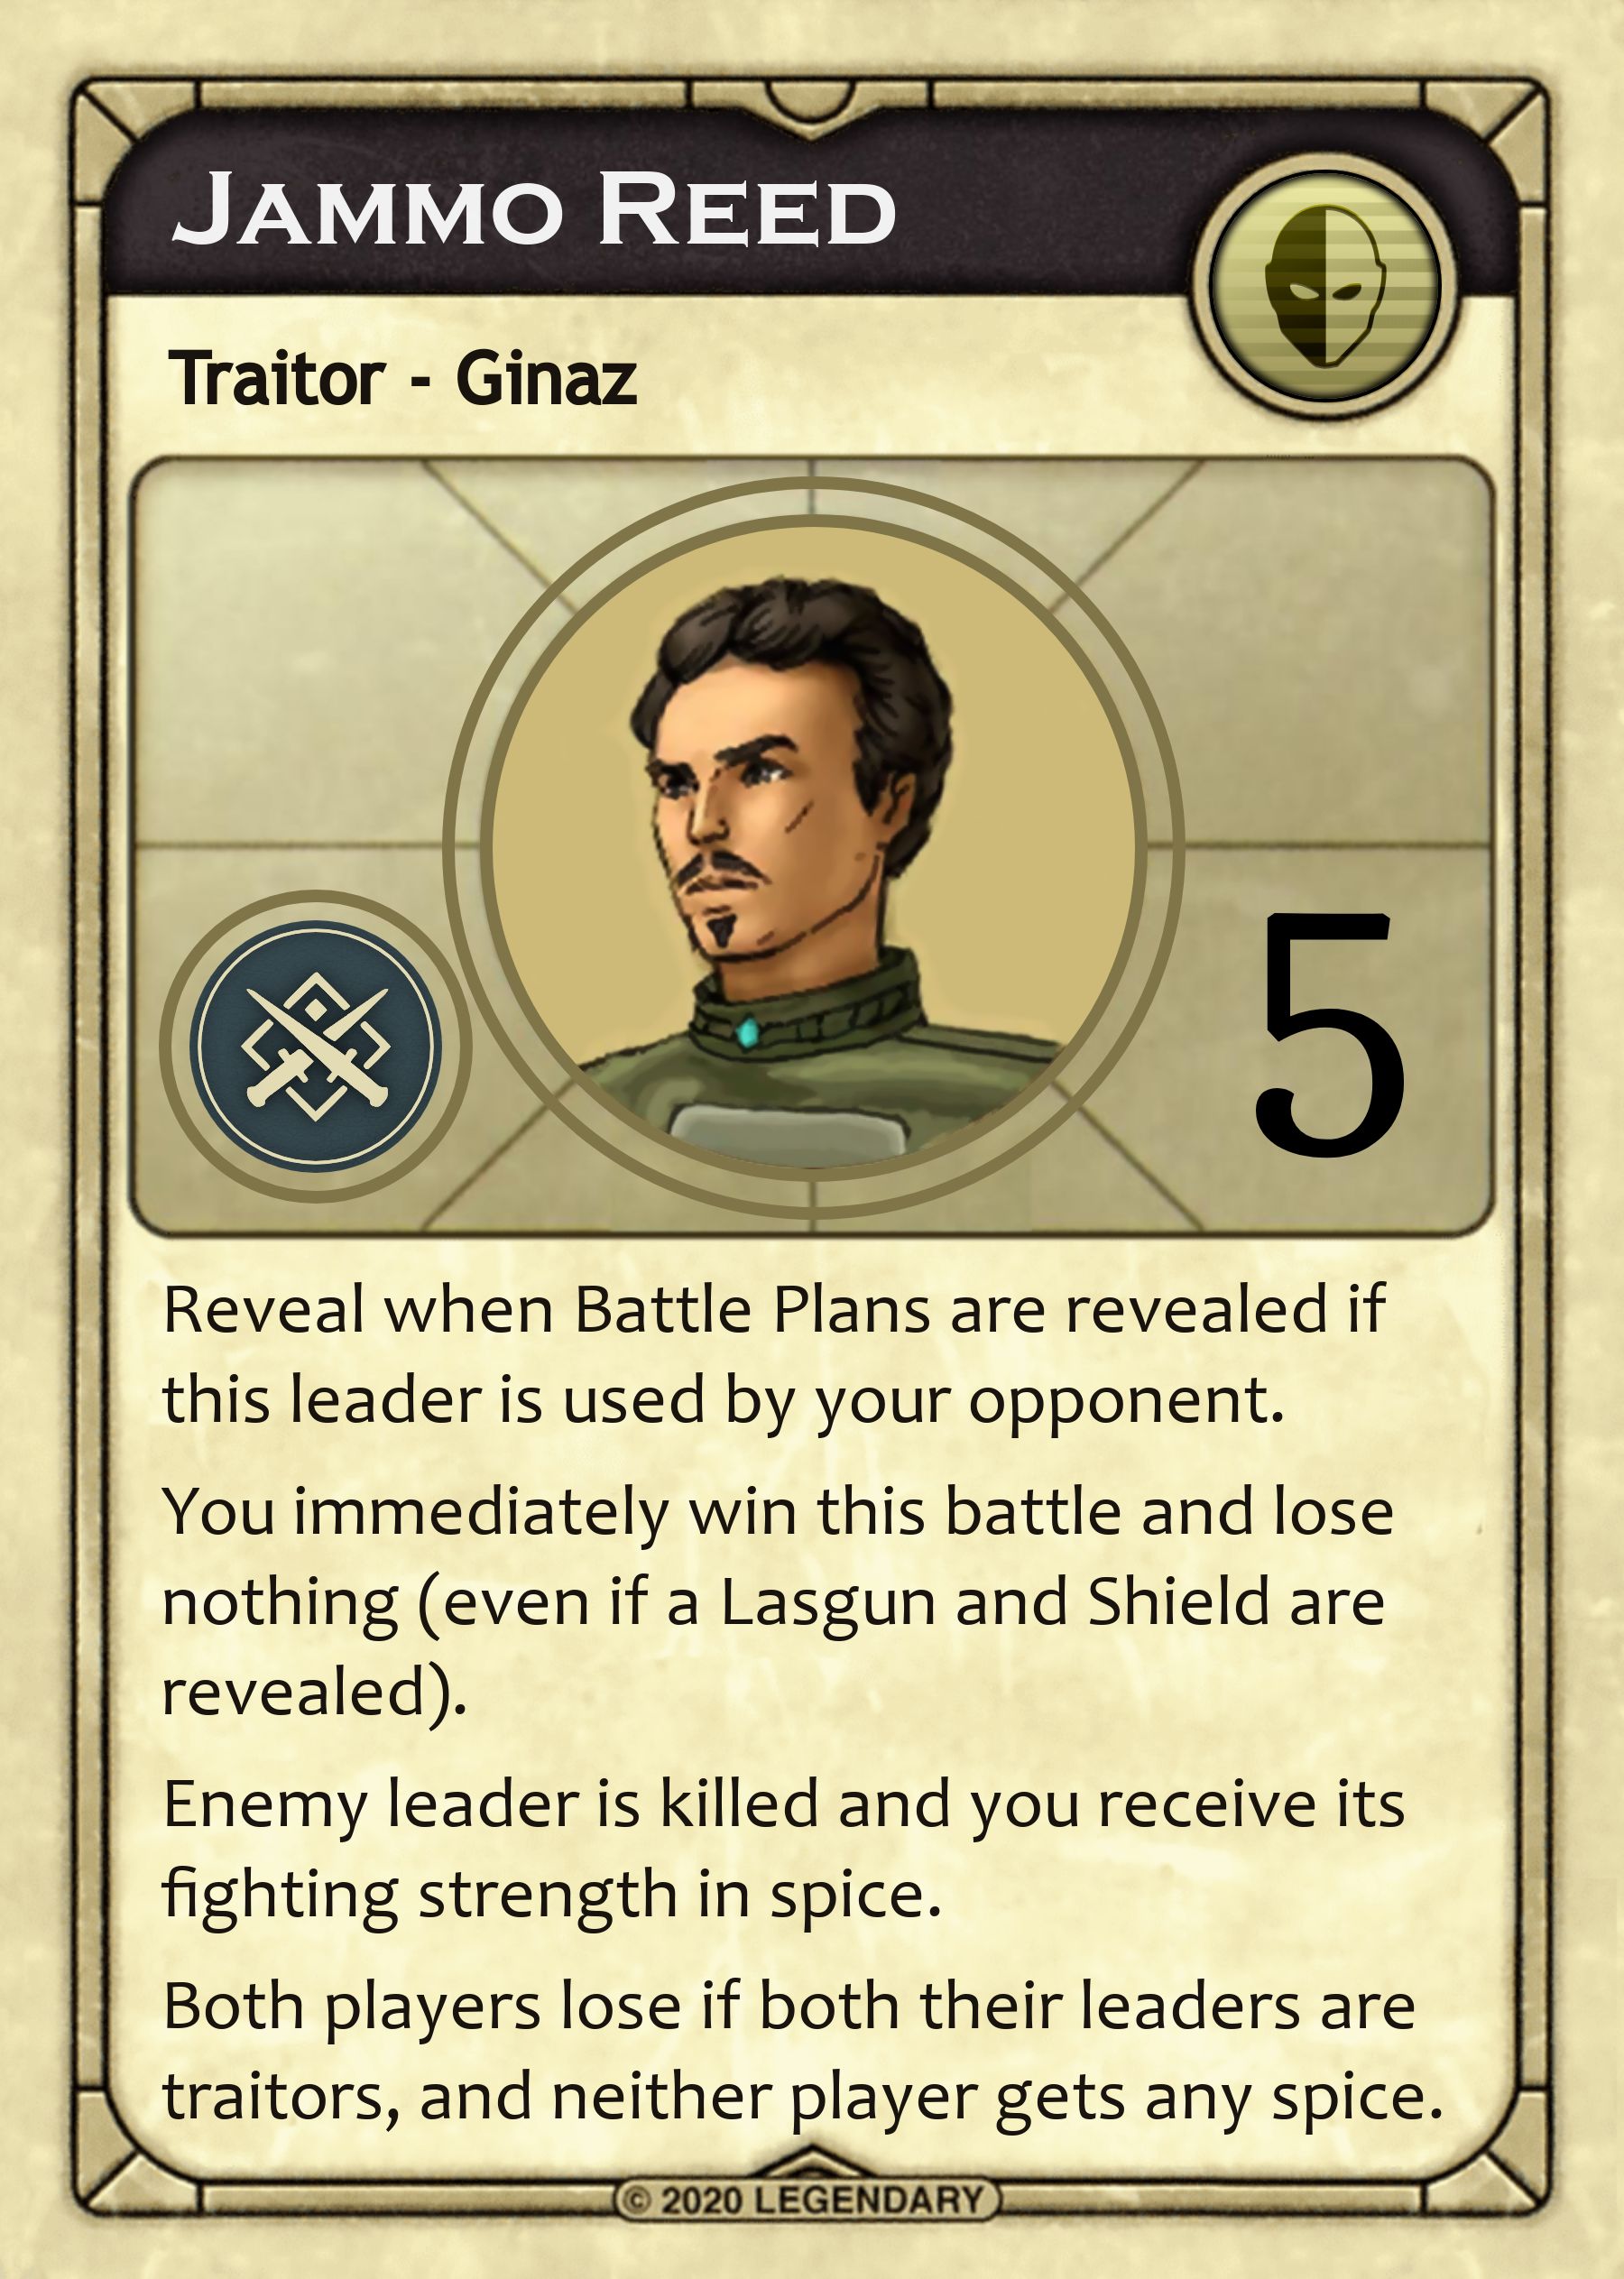 JAMMO REED
Traitor - Ginaz
5
Reveal when Battle Plans are revealed if
this leader is used by your opponent.
You immediately win this battle and lose
nothing (even if a Lasgun and Shield are
revealed).
Enemy leader is killed and you receive its
fighting strength in spice.
Both players lose if both their leaders are
traitors, and neither player gets any spice.
© 2020 LEGENDARY